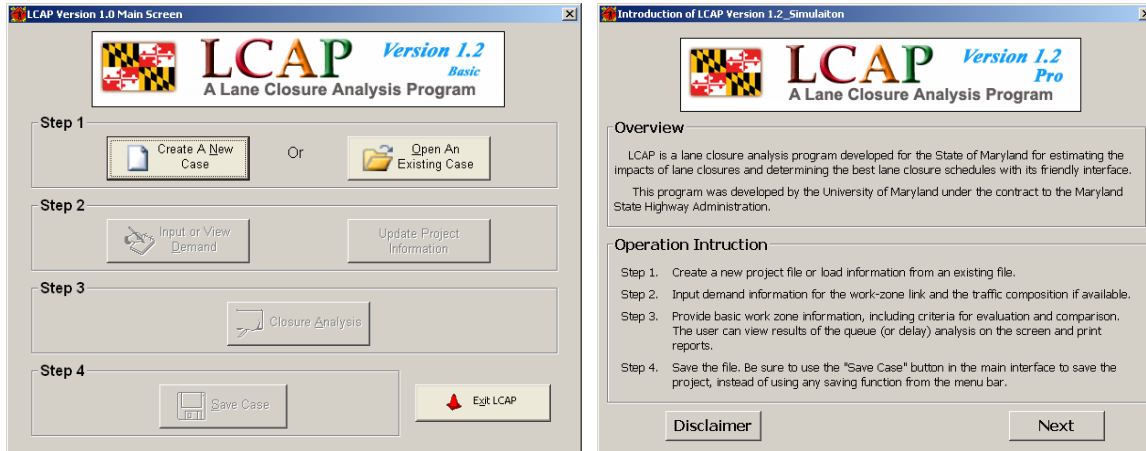 LCAP Version 1.0 Main Screen
LCAP
Version 1.2
Basic
A Lane Closure Analysis Program
Step 1
Create A New
Case
Or
Open An
Existing Case
Step 2
Input or View
Demand
Update Project
Information
Step 3
Closure Analysis
Step 4
Save Case
Exit LCAP
Introduction of LCAP Version 1.2_Simulaiton
LCAP
Version 1.2
Pro
A Lane Closure Analysis Program
Overview
LCAP is a lane closure analysis program developed for the State of Maryland for estimating the
impacts of lane closures and determining the best lane closure schedules with its friendly interface.
This program was developed by the University of Maryland under the contract to the Maryland
State Highway Administration.
Operation Intruction
Step 1. Create a new project file or load information from an existing file.
Step 2. Input demand information for the work-zone link and the traffic composition if available.
Step 3. Provide basic work zone information, including criteria for evaluation and comparison.
The user can view results of the queue (or delay) analysis on the screen and print
reports.
Step 4. Save the file. Be sure to use the "Save Case" button in the main interface to save the
project, instead of using any saving function from the menu bar.
Disclaimer
Next